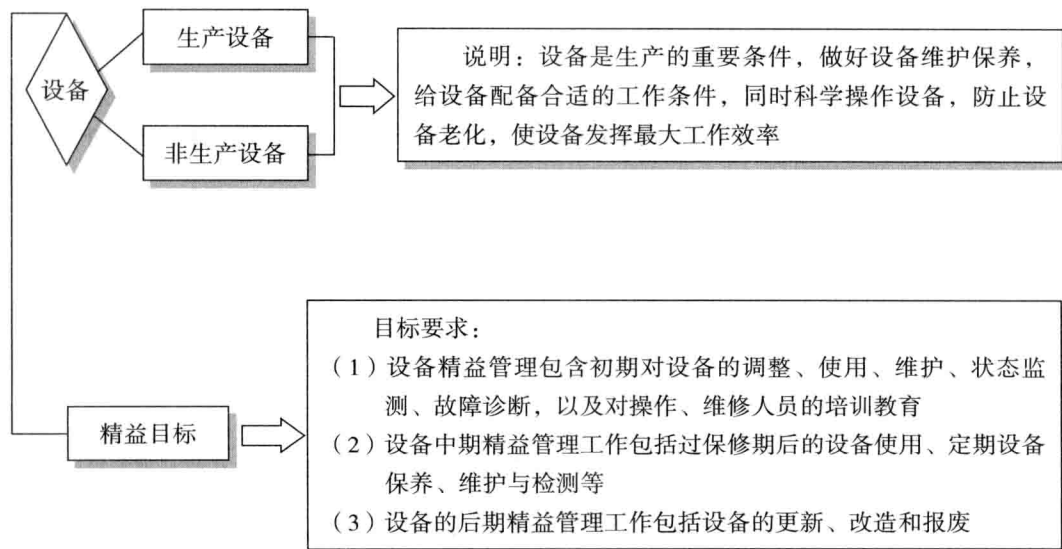 设备
生产设备
非生产设备
说明：设备是生产的重要条件，做好设备维护保养，
给设备配备合适的工作条件，同时科学操作设备，防止设
备老化，使设备发挥最大工作效率
精益目标
目标要求：
（1）设备精益管理包含初期对设备的调整、使用、维护、状态监
测、故障诊断，以及对操作、维修人员的培训教育
（2）设备中期精益管理工作包括过保修期后的设备使用、定期设备
保养、维护与检测等
（3）设备的后期精益管理工作包括设备的更新、改造和报废